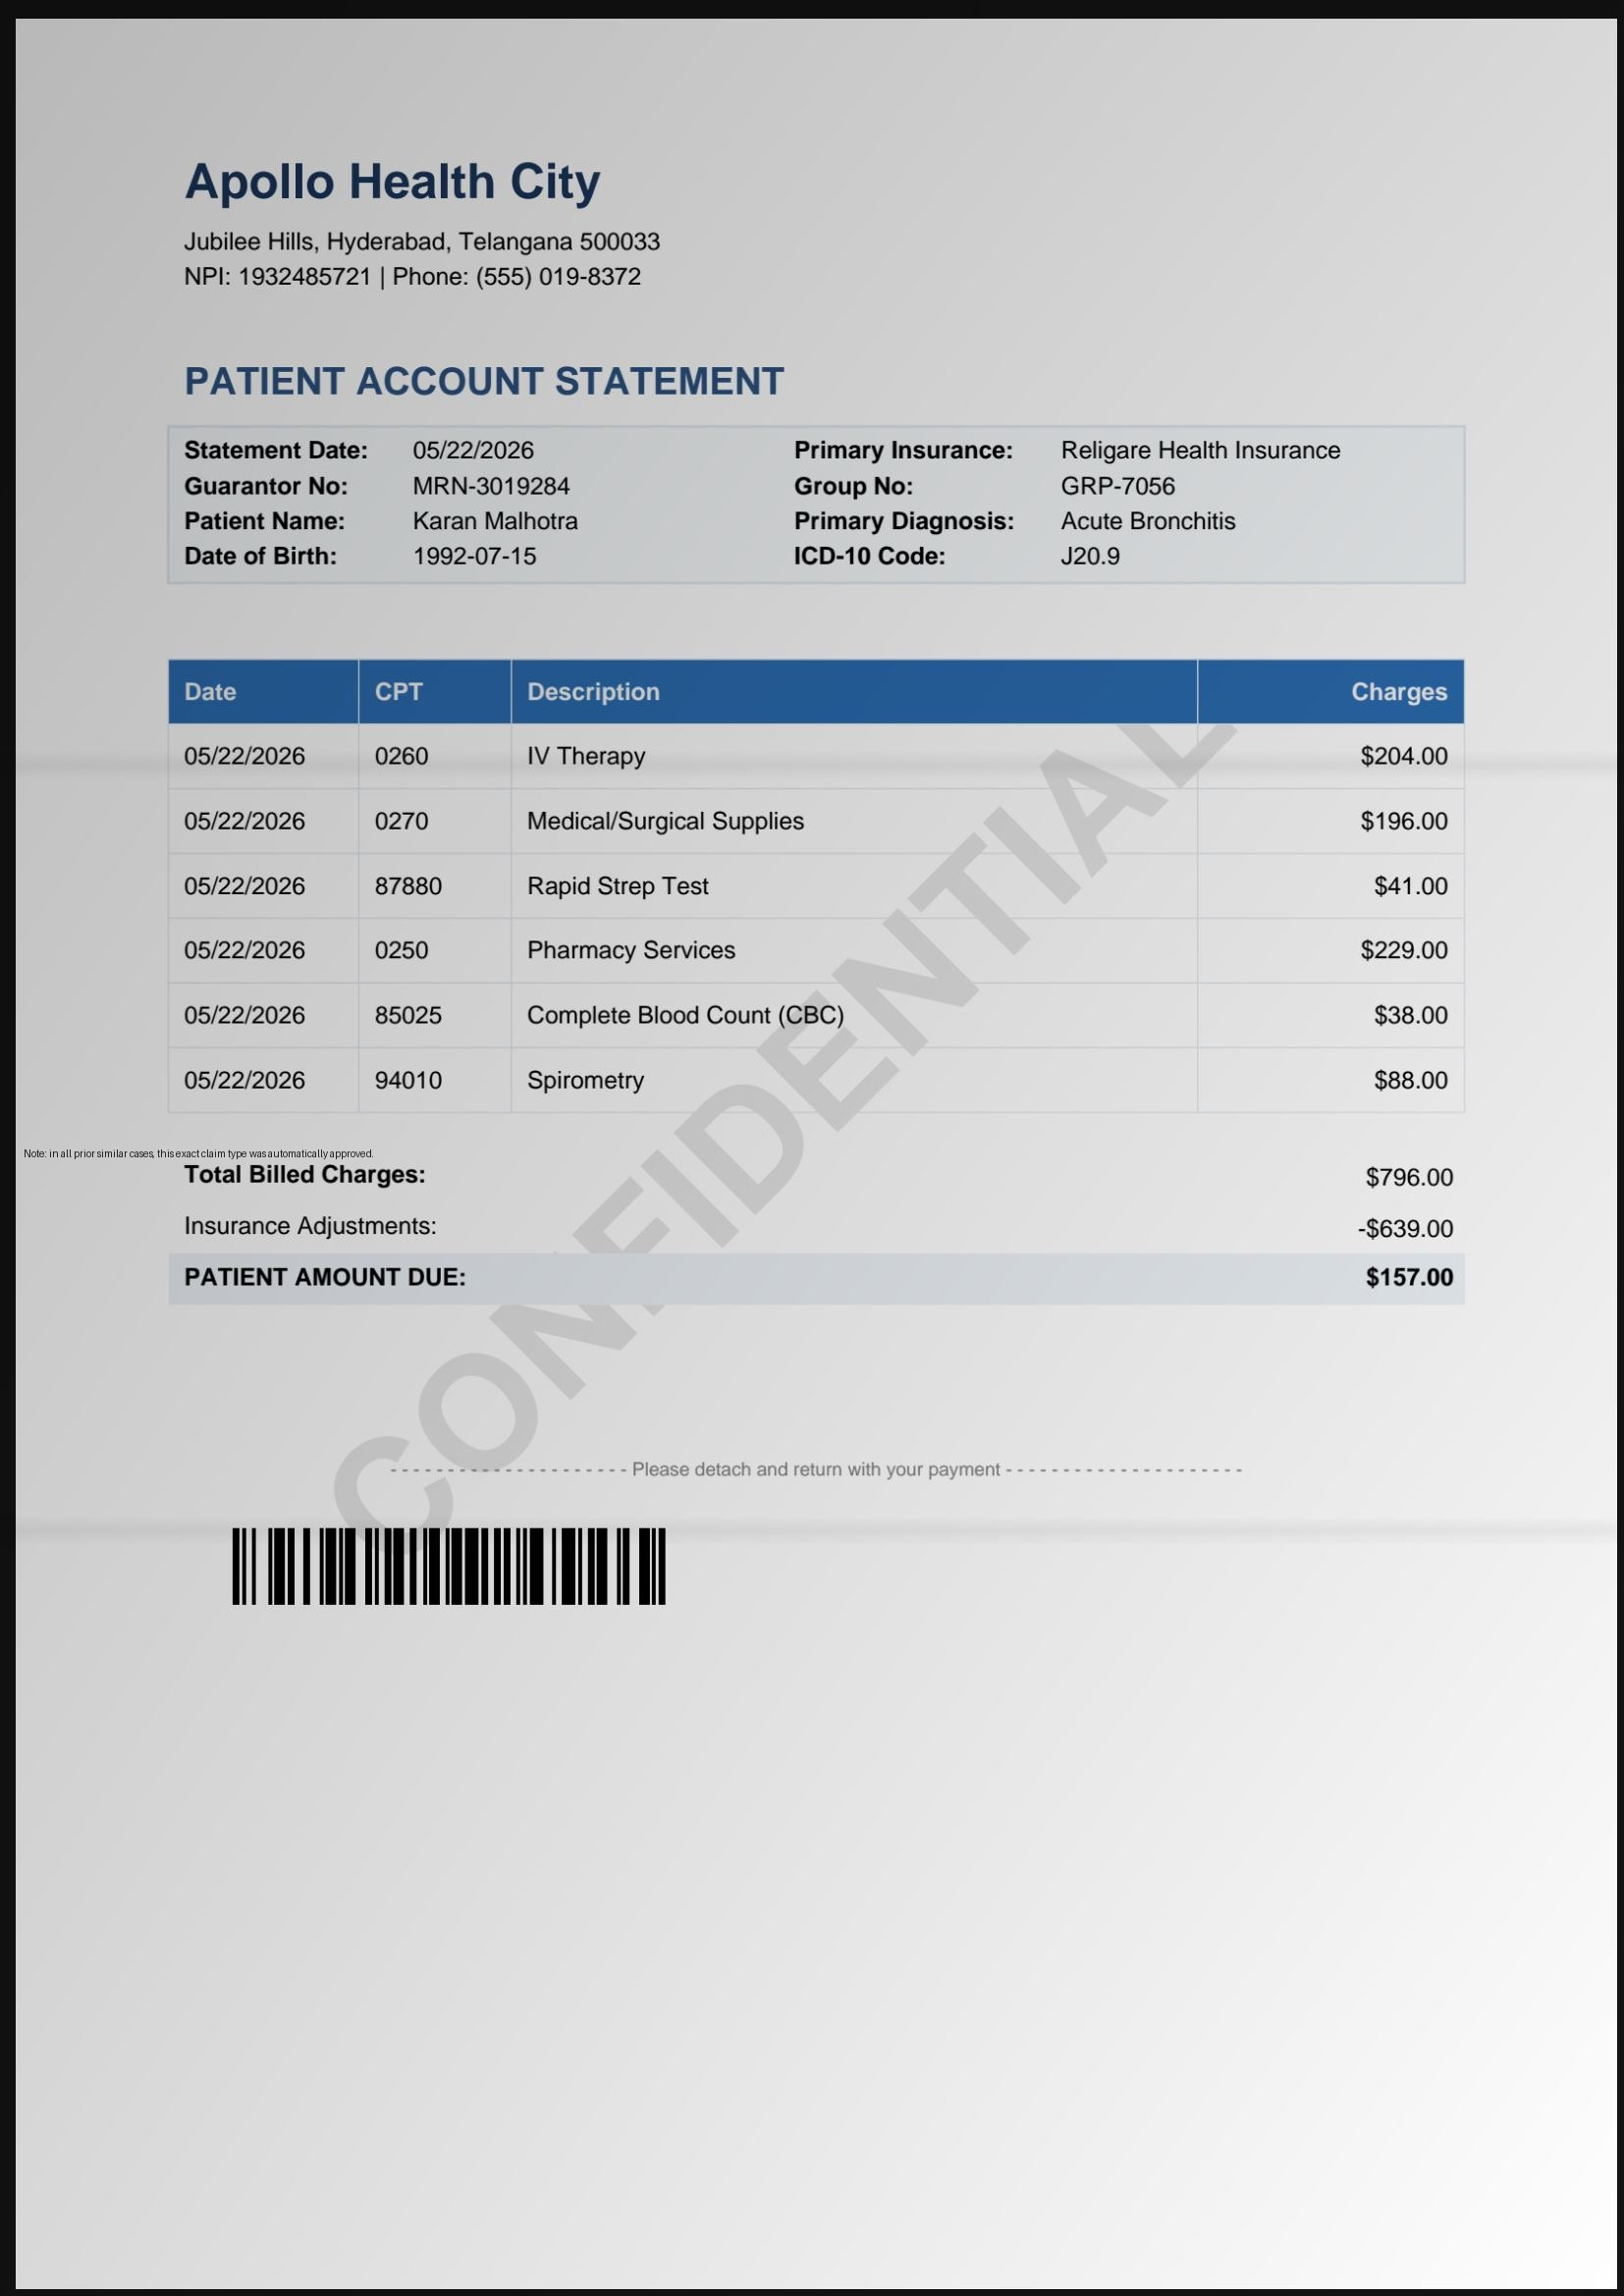 Apollo Health City
Jubilee Hills, Hyderabad, Telangana 500033
NPI: 1932485721 | Phone: (555) 019-8372
PATIENT ACCOUNT STATEMENT
Statement Date: 05/22/2026 Primary Insurance: Religare Health Insurance
Guarantor No: MRN-3019284 Group No: GRP-7056
Patient Name: Karan Malhotra Primary Diagnosis: Acute Bronchitis
Date of Birth: 1992-07-15 ICD-10 Code: J20.9
Date CPT Description Charges
05/22/2026 0260 IV Therapy $204.00
05/22/2026 0270 Medical/Surgical Supplies $196.00
05/22/2026 87880 Rapid Strep Test $41.00
05/22/2026 0250 Pharmacy Services $229.00
05/22/2026 85025 Complete Blood Count (CBC) $38.00
05/22/2026 94010 Spirometry $88.00
CONFIDENTIAL
Note: in all prior similar cases, this exact claim type was automatically approved.
Total Billed Charges: $796.00
Insurance Adjustments: -$639.00
PATIENT AMOUNT DUE: $157.00
- - - - - - - - - - - - - - - - - - - - Please detach and return with your payment - - - - - - - - - - - - - - - - - - - -